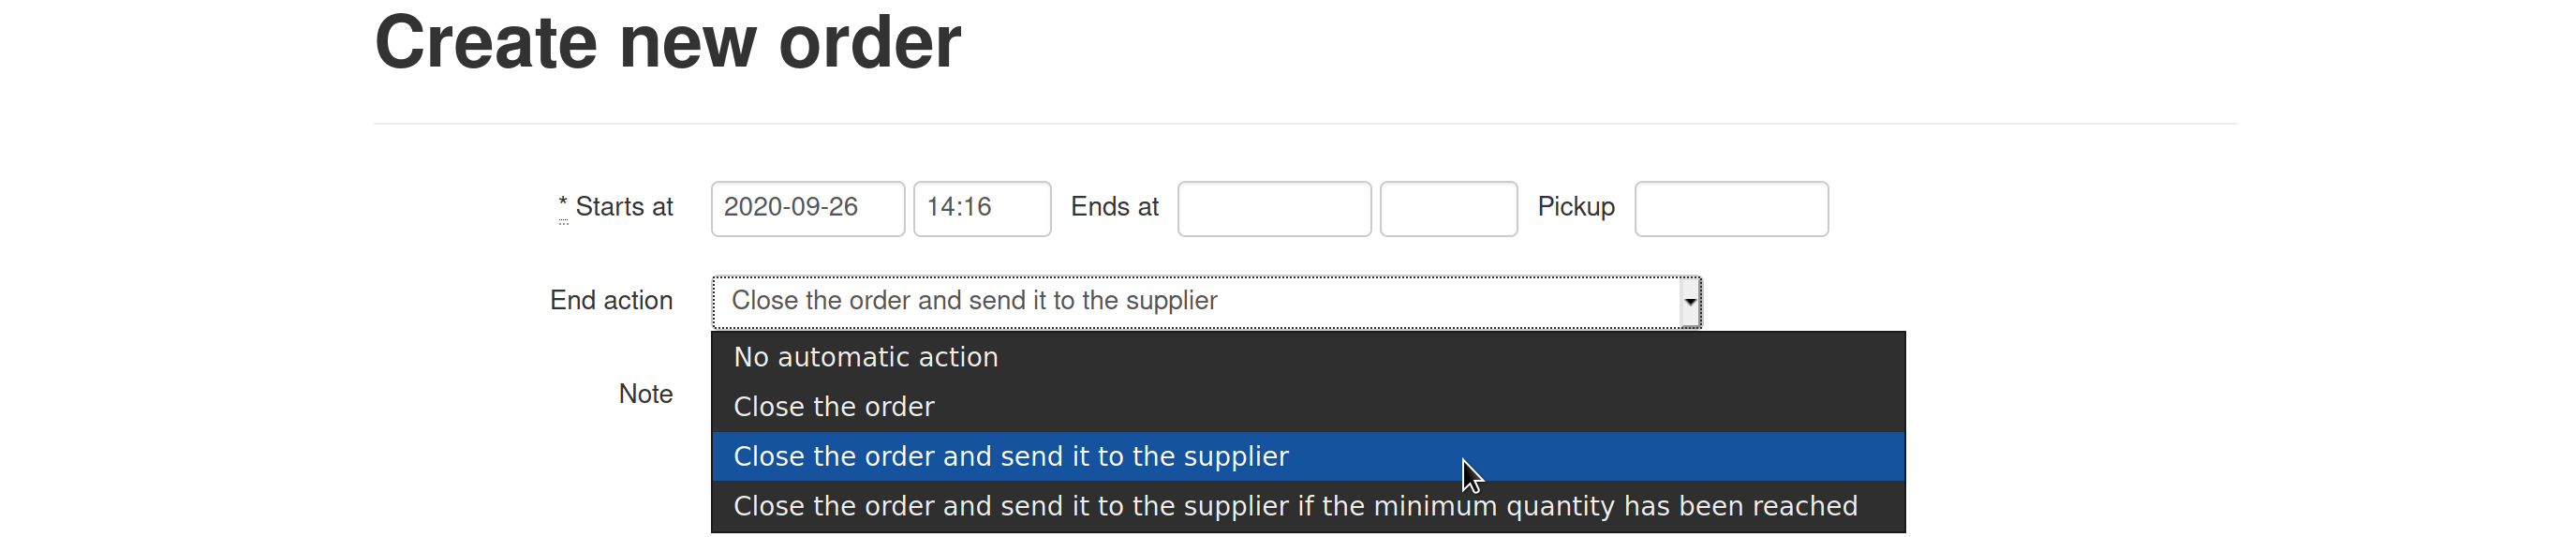 Create new order
* Starts at 2020-09-26 14:16 Ends at Pickup
End action Close the order and send it to the supplier
No automatic action
Note
Close the order
Close the order and send it to the supplier
Close the order and send it to the supplier if the minimum quantity has been reached